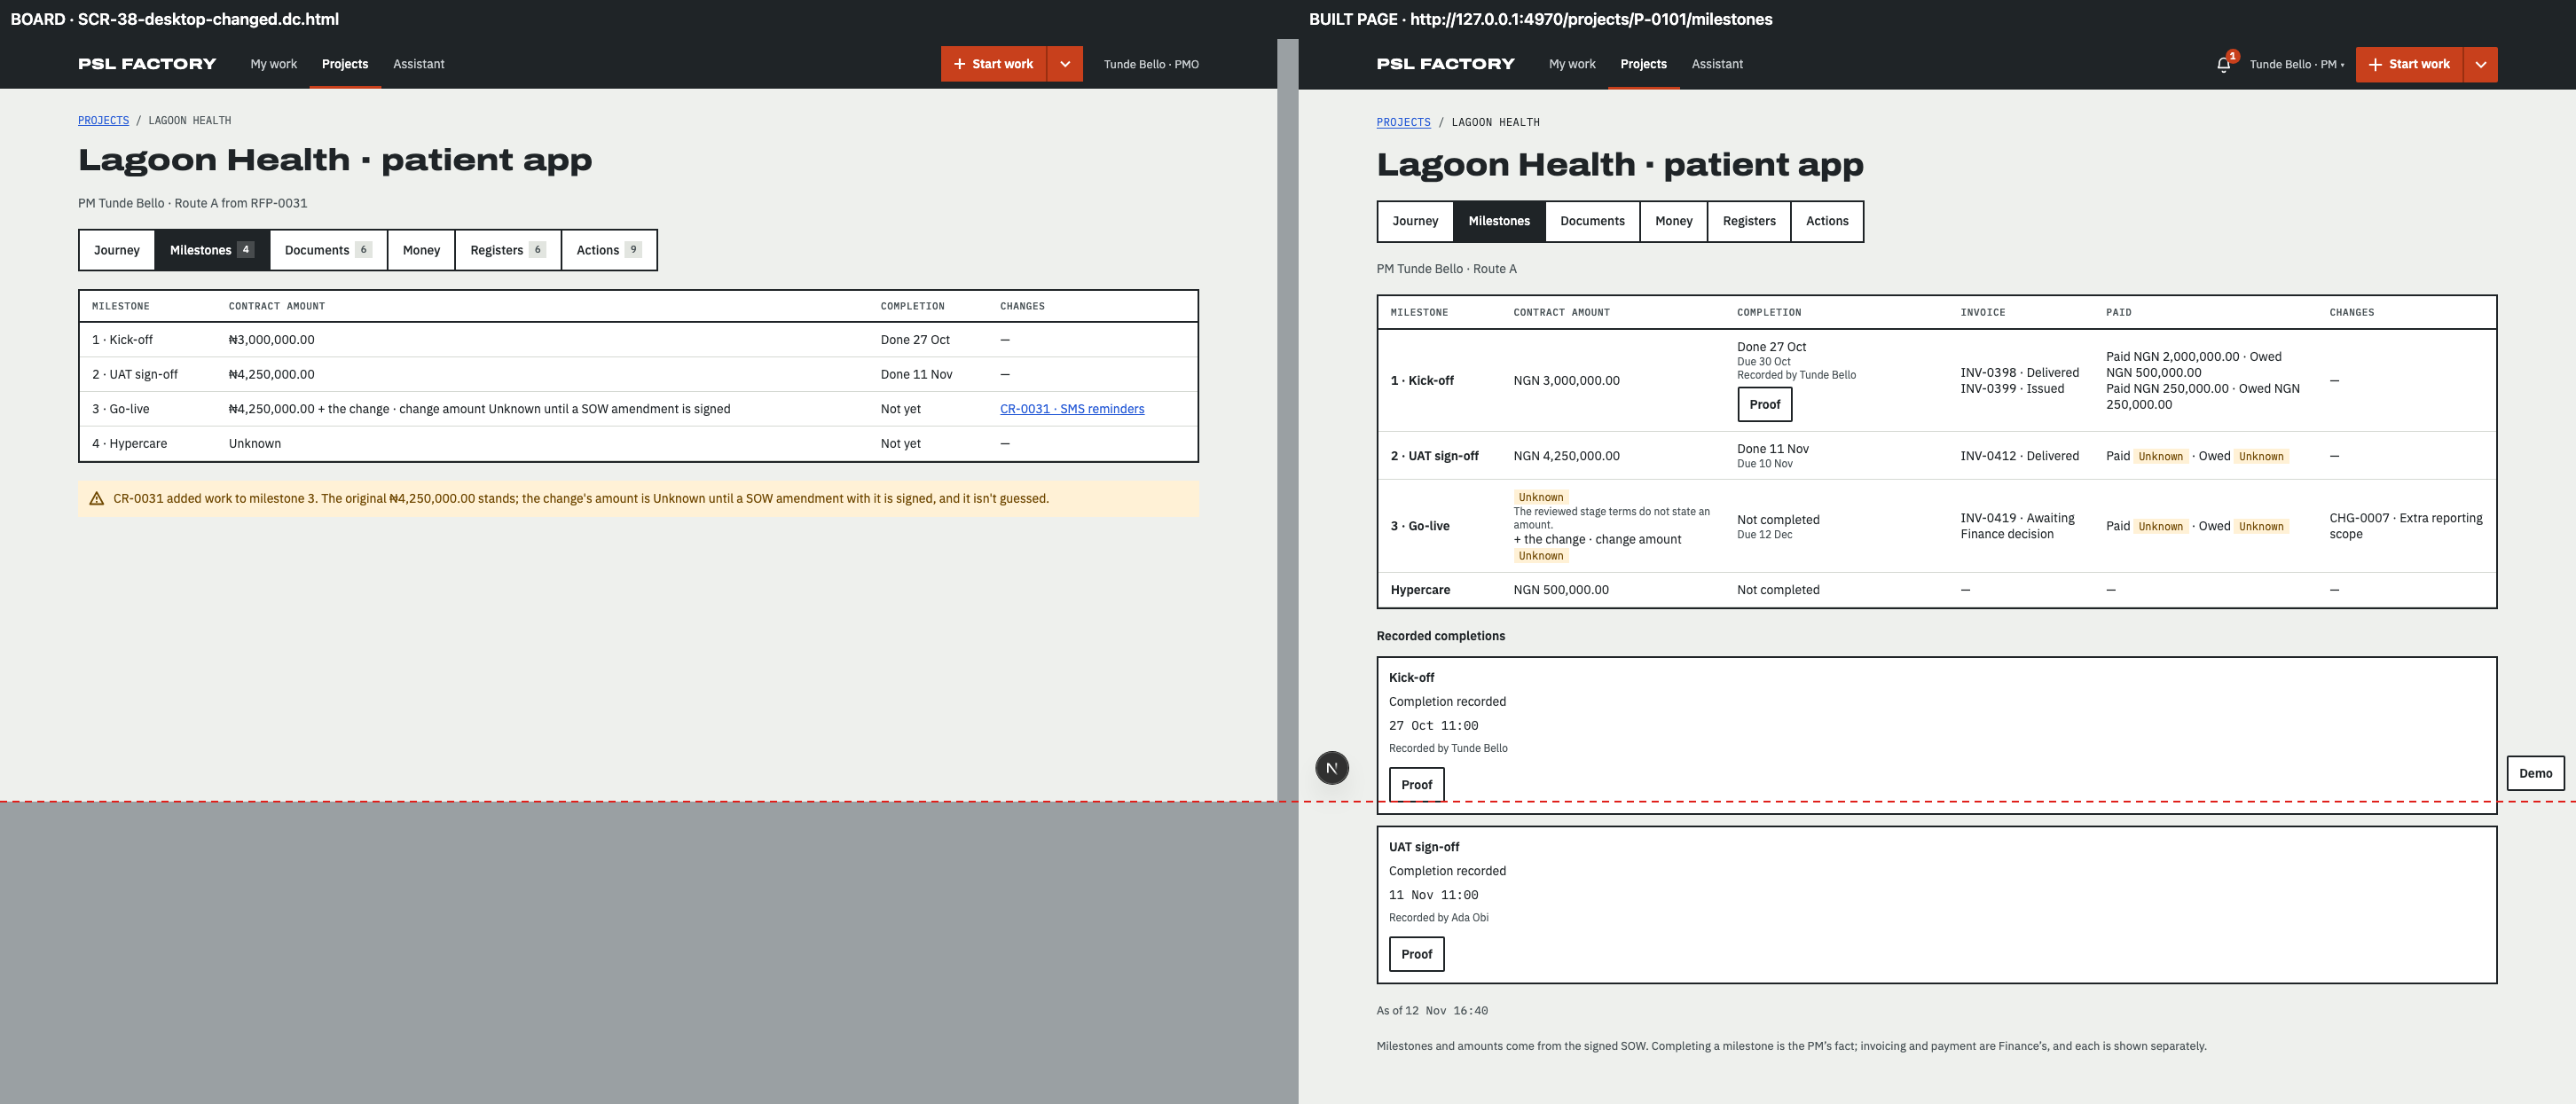 BOARD · SCR-38-desktop-changed.dc.html
PSL FACTORY
My work
Projects
Assistant
+ Start work
Tunde Bello · PMO
PROJECTS / LAGOON HEALTH
Lagoon Health · patient app
PM Tunde Bello · Route A from RFP-0031
Journey
Milestones 4
Documents 6
Money
Registers 6
Actions 9
MILESTONE CONTRACT AMOUNT COMPLETION CHANGES
1 · Kick-off ₦3,000,000.00 Done 27 Oct —
2 · UAT sign-off ₦4,250,000.00 Done 11 Nov —
3 · Go-live ₦4,250,000.00 + the change · change amount Unknown until a SOW amendment is signed Not yet CR-0031 · SMS reminders
4 · Hypercare Unknown Not yet —
CR-0031 added work to milestone 3. The original ₦4,250,000.00 stands; the change's amount is Unknown until a SOW amendment with it is signed, and it isn't guessed.
BUILT PAGE · http://127.0.0.1:4970/projects/P-0101/milestones
PSL FACTORY
My work
Projects
Assistant
1
Tunde Bello · PM ▾
+ Start work
PROJECTS / LAGOON HEALTH
Lagoon Health · patient app
Journey
Milestones
Documents
Money
Registers
Actions
PM Tunde Bello · Route A
MILESTONE CONTRACT AMOUNT COMPLETION INVOICE PAID CHANGES
1 · Kick-off
NGN 3,000,000.00
Done 27 Oct
Due 30 Oct
Recorded by Tunde Bello
Proof
INV-0398 · Delivered
INV-0399 · Issued
Paid NGN 2,000,000.00 · Owed
NGN 500,000.00
Paid NGN 250,000.00 · Owed NGN
250,000.00
—
2 · UAT sign-off
NGN 4,250,000.00
Done 11 Nov
Due 10 Nov
INV-0412 · Delivered
Paid Unknown · Owed Unknown
—
3 · Go-live
Unknown
The reviewed stage terms do not state an
amount.
+ the change · change amount
Unknown
Not completed
Due 12 Dec
INV-0419 · Awaiting
Finance decision
Paid Unknown · Owed Unknown
CHG-0007 · Extra reporting
scope
Hypercare NGN 500,000.00 Not completed — — —
Recorded completions
Kick-off
Completion recorded
27 Oct 11:00
Recorded by Tunde Bello
Proof
N
Demo
UAT sign-off
Completion recorded
11 Nov 11:00
Recorded by Ada Obi
Proof
As of 12 Nov 16:40
Milestones and amounts come from the signed SOW. Completing a milestone is the PM's fact; invoicing and payment are Finance's, and each is shown separately.